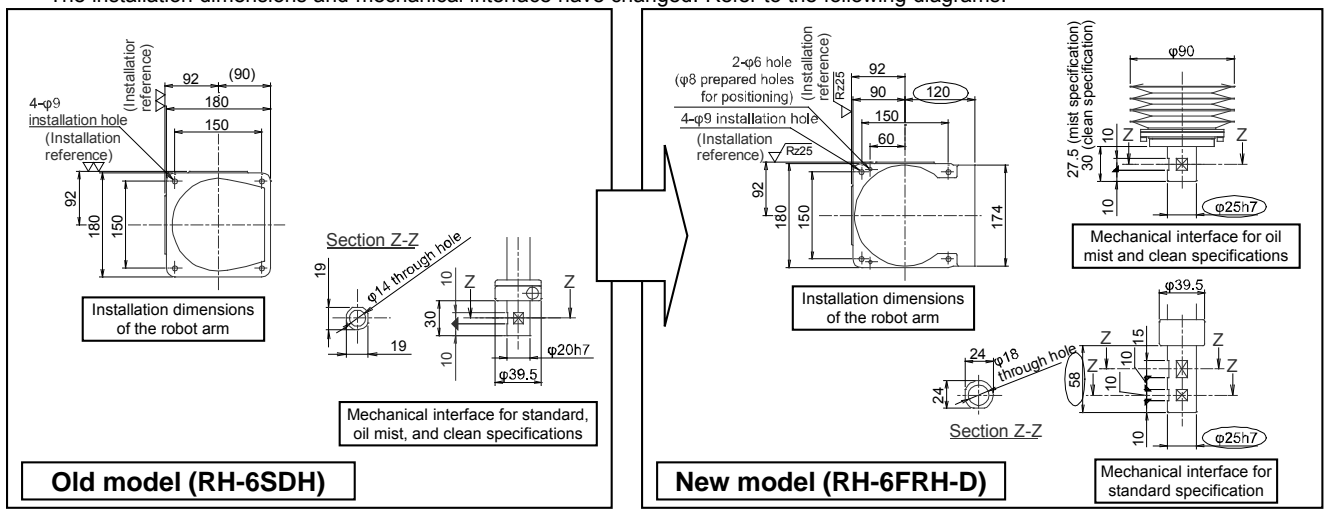 The installation dimensions and mechanical interface have changed. Refer to the following diagrams.
(Installation
reference)
92
(90)
180
150
4-φ9
installation hole
(Installation
reference)
92
180
150
Installation dimensions
of the robot arm
Section Z-Z
19
φ14 through hole
19
10
30
10
Z
Z
φ20h7
φ39.5
Mechanical interface for standard,
oil mist, and clean specifications
Old model (RH-6SDH)
2-φ6 hole
(φ8 prepared holes
for positioning)
4-φ9 installation hole
(Installation
reference)
(Installation
reference)
Rz25
92
90
120
150
60
Rz25
92
180
150
174
Installation dimensions
of the robot arm
27.5 (mist specification)
30 (clean specification)
φ90
10
Z
Z
10
φ25h7
Mechanical interface for oil
mist and clean specifications
φ39.5
15
Z
Z
10
58
Z
Z
10
10
φ25h7
24
φ18
through hole
24
Section Z-Z
Mechanical interface for
standard specification
New model (RH-6FRH-D)